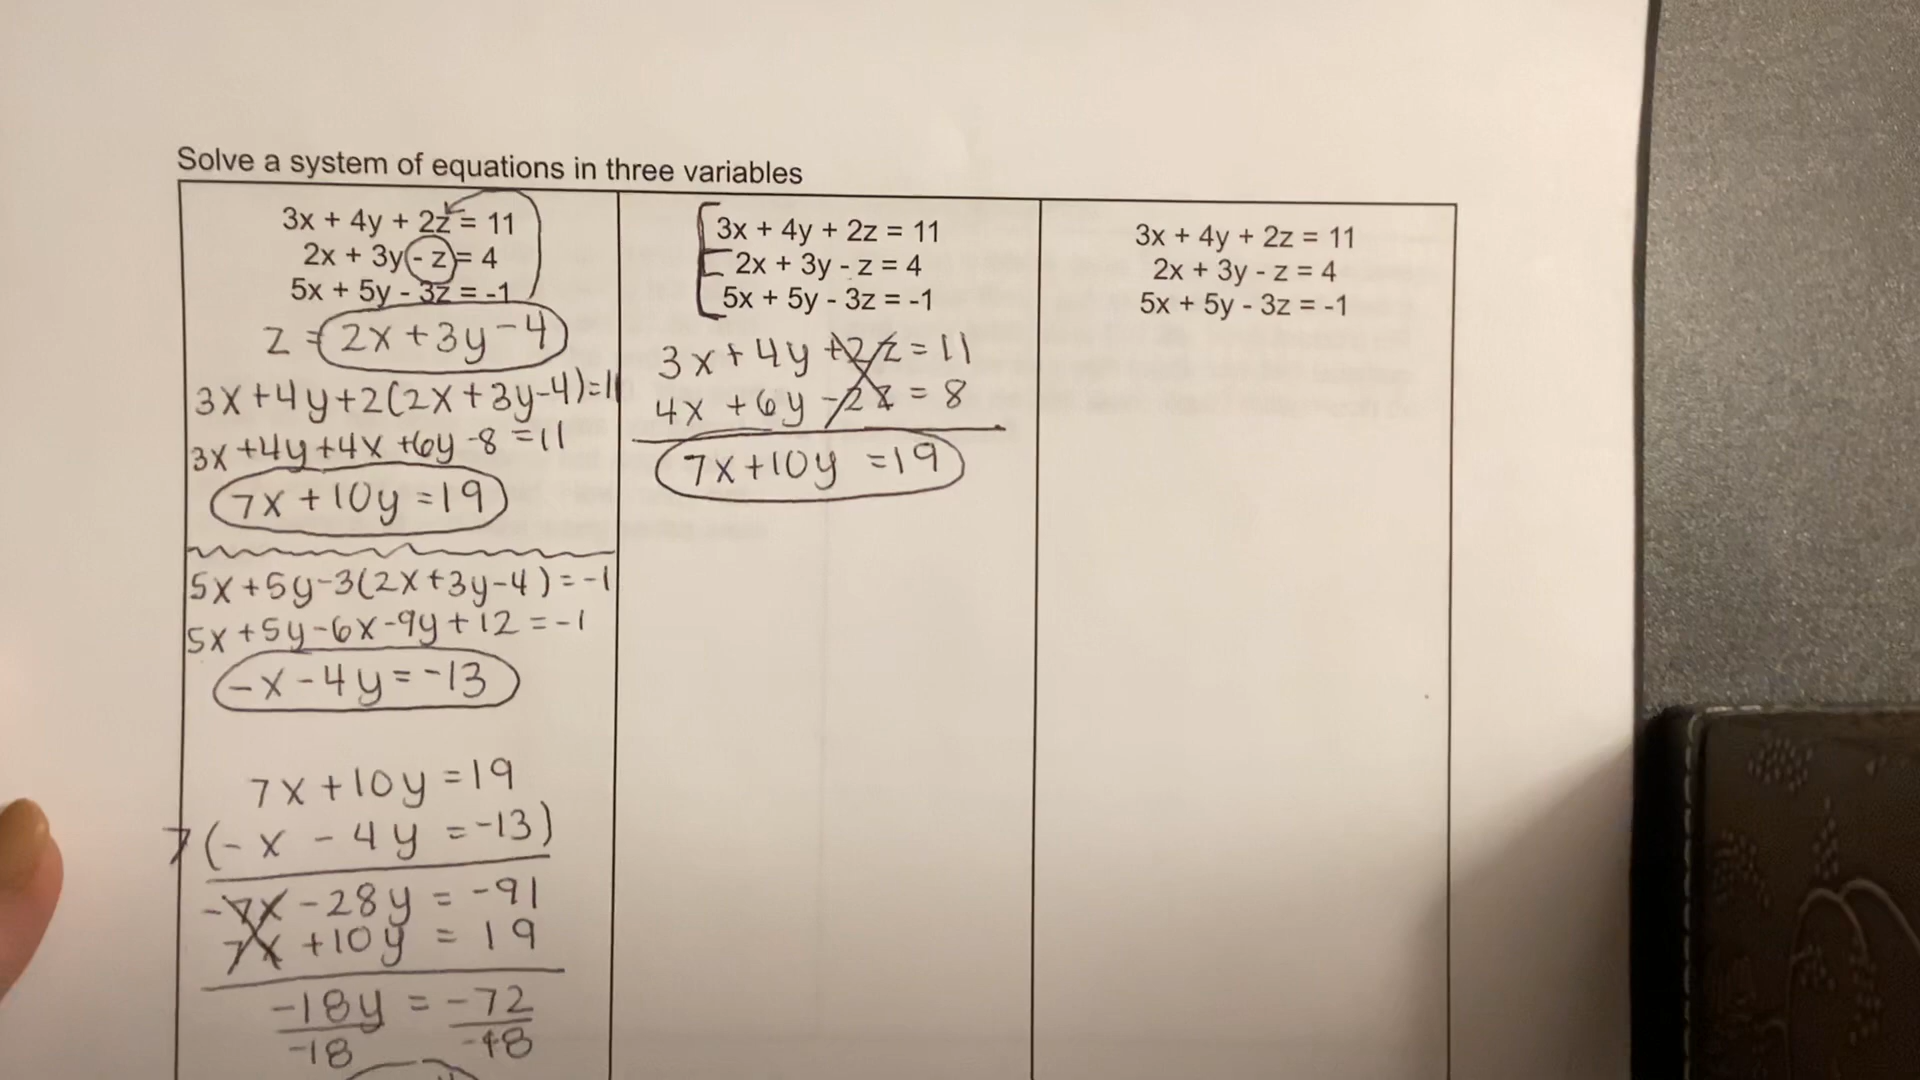 Solve a system of equations in three variables
3x + 4y + 2z = 11
2x + 3y - z = 4
5x + 5y - 3z = -1
z = 2x+3y-4
3x+4y+2(2x+3y-4)=11
3x+4y+4x+6y-8=11
7x+10y=19
5x+5y-3(2x+3y-4)=-1
5x+5y-6x-9y+12=-1
-x-4y=-13
7x+10y=19
7(-x-4y=-13)
-7x-28y=-91
7x+10y=19
-18y=-72
-18 -18
3x + 4y + 2z = 11
2x + 3y - z = 4
5x + 5y - 3z = -1
3x+4y+2z=11
4x+6y-2z=8
7x+10y=19
3x + 4y + 2z = 11
2x + 3y - z = 4
5x + 5y - 3z = -1